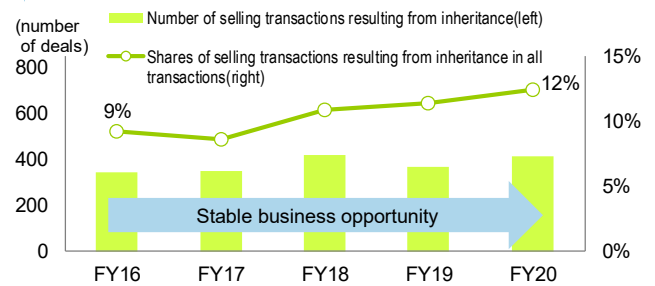 (number
of deals)
Number of selling transactions resulting from inheritance(left)
Shares of selling transactions resulting from inheritance in all
transactions(right)
800
600
400
200
0
15%
10%
5%
0%
9%
12%
Stable business opportunity
FY16
FY17
FY18
FY19
FY20